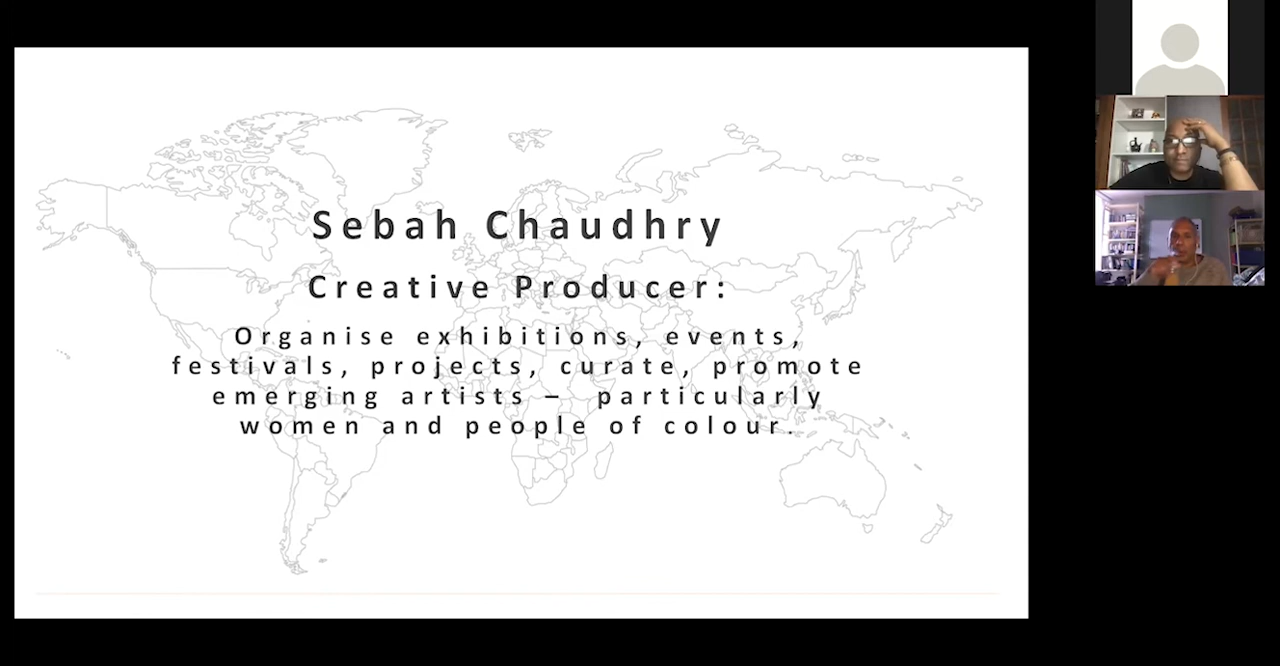 Sebah Chaudhry
Creative Producer:
Organise exhibitions, events,
festivals, projects, curate, promote
emerging artists – particularly
women and people of colour.